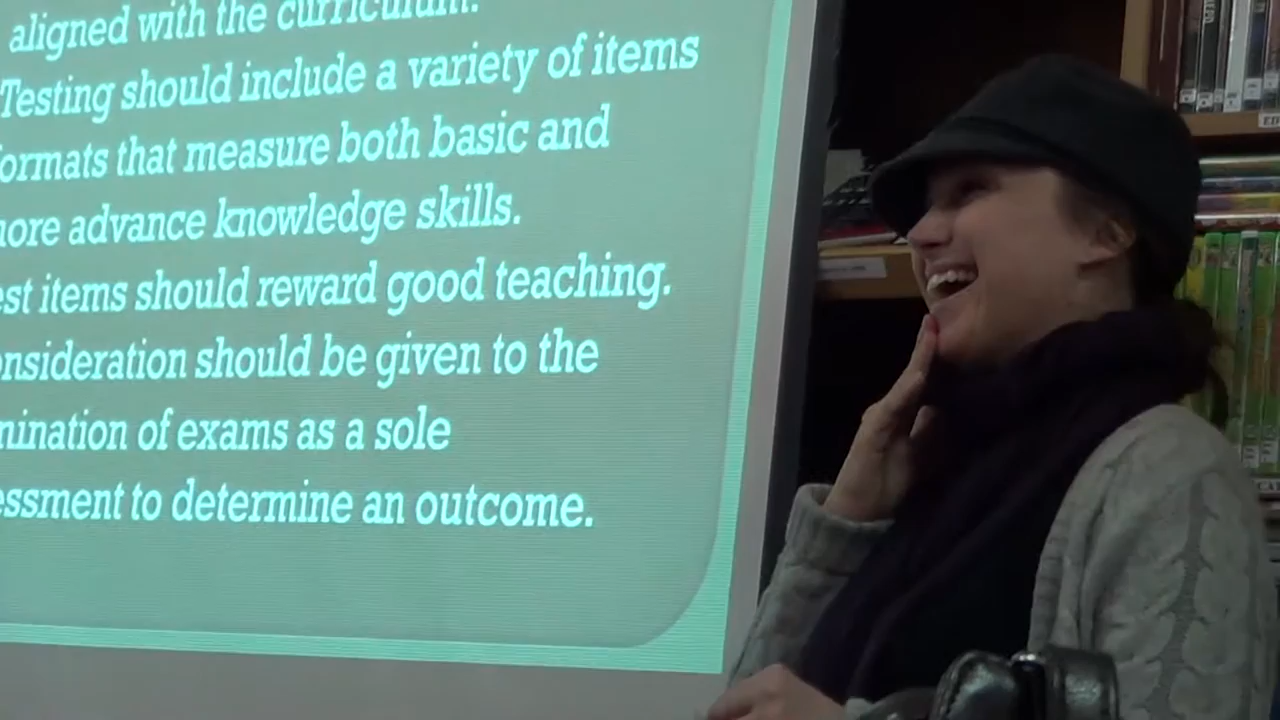 aligned with the curriculum.
Testing should include a variety of items
ormats that measure both basic and
ore advance knowledge skills.
est items should reward good teaching.
onsideration should be given to the
mination of exams as a sole
essment to determine an outcome.